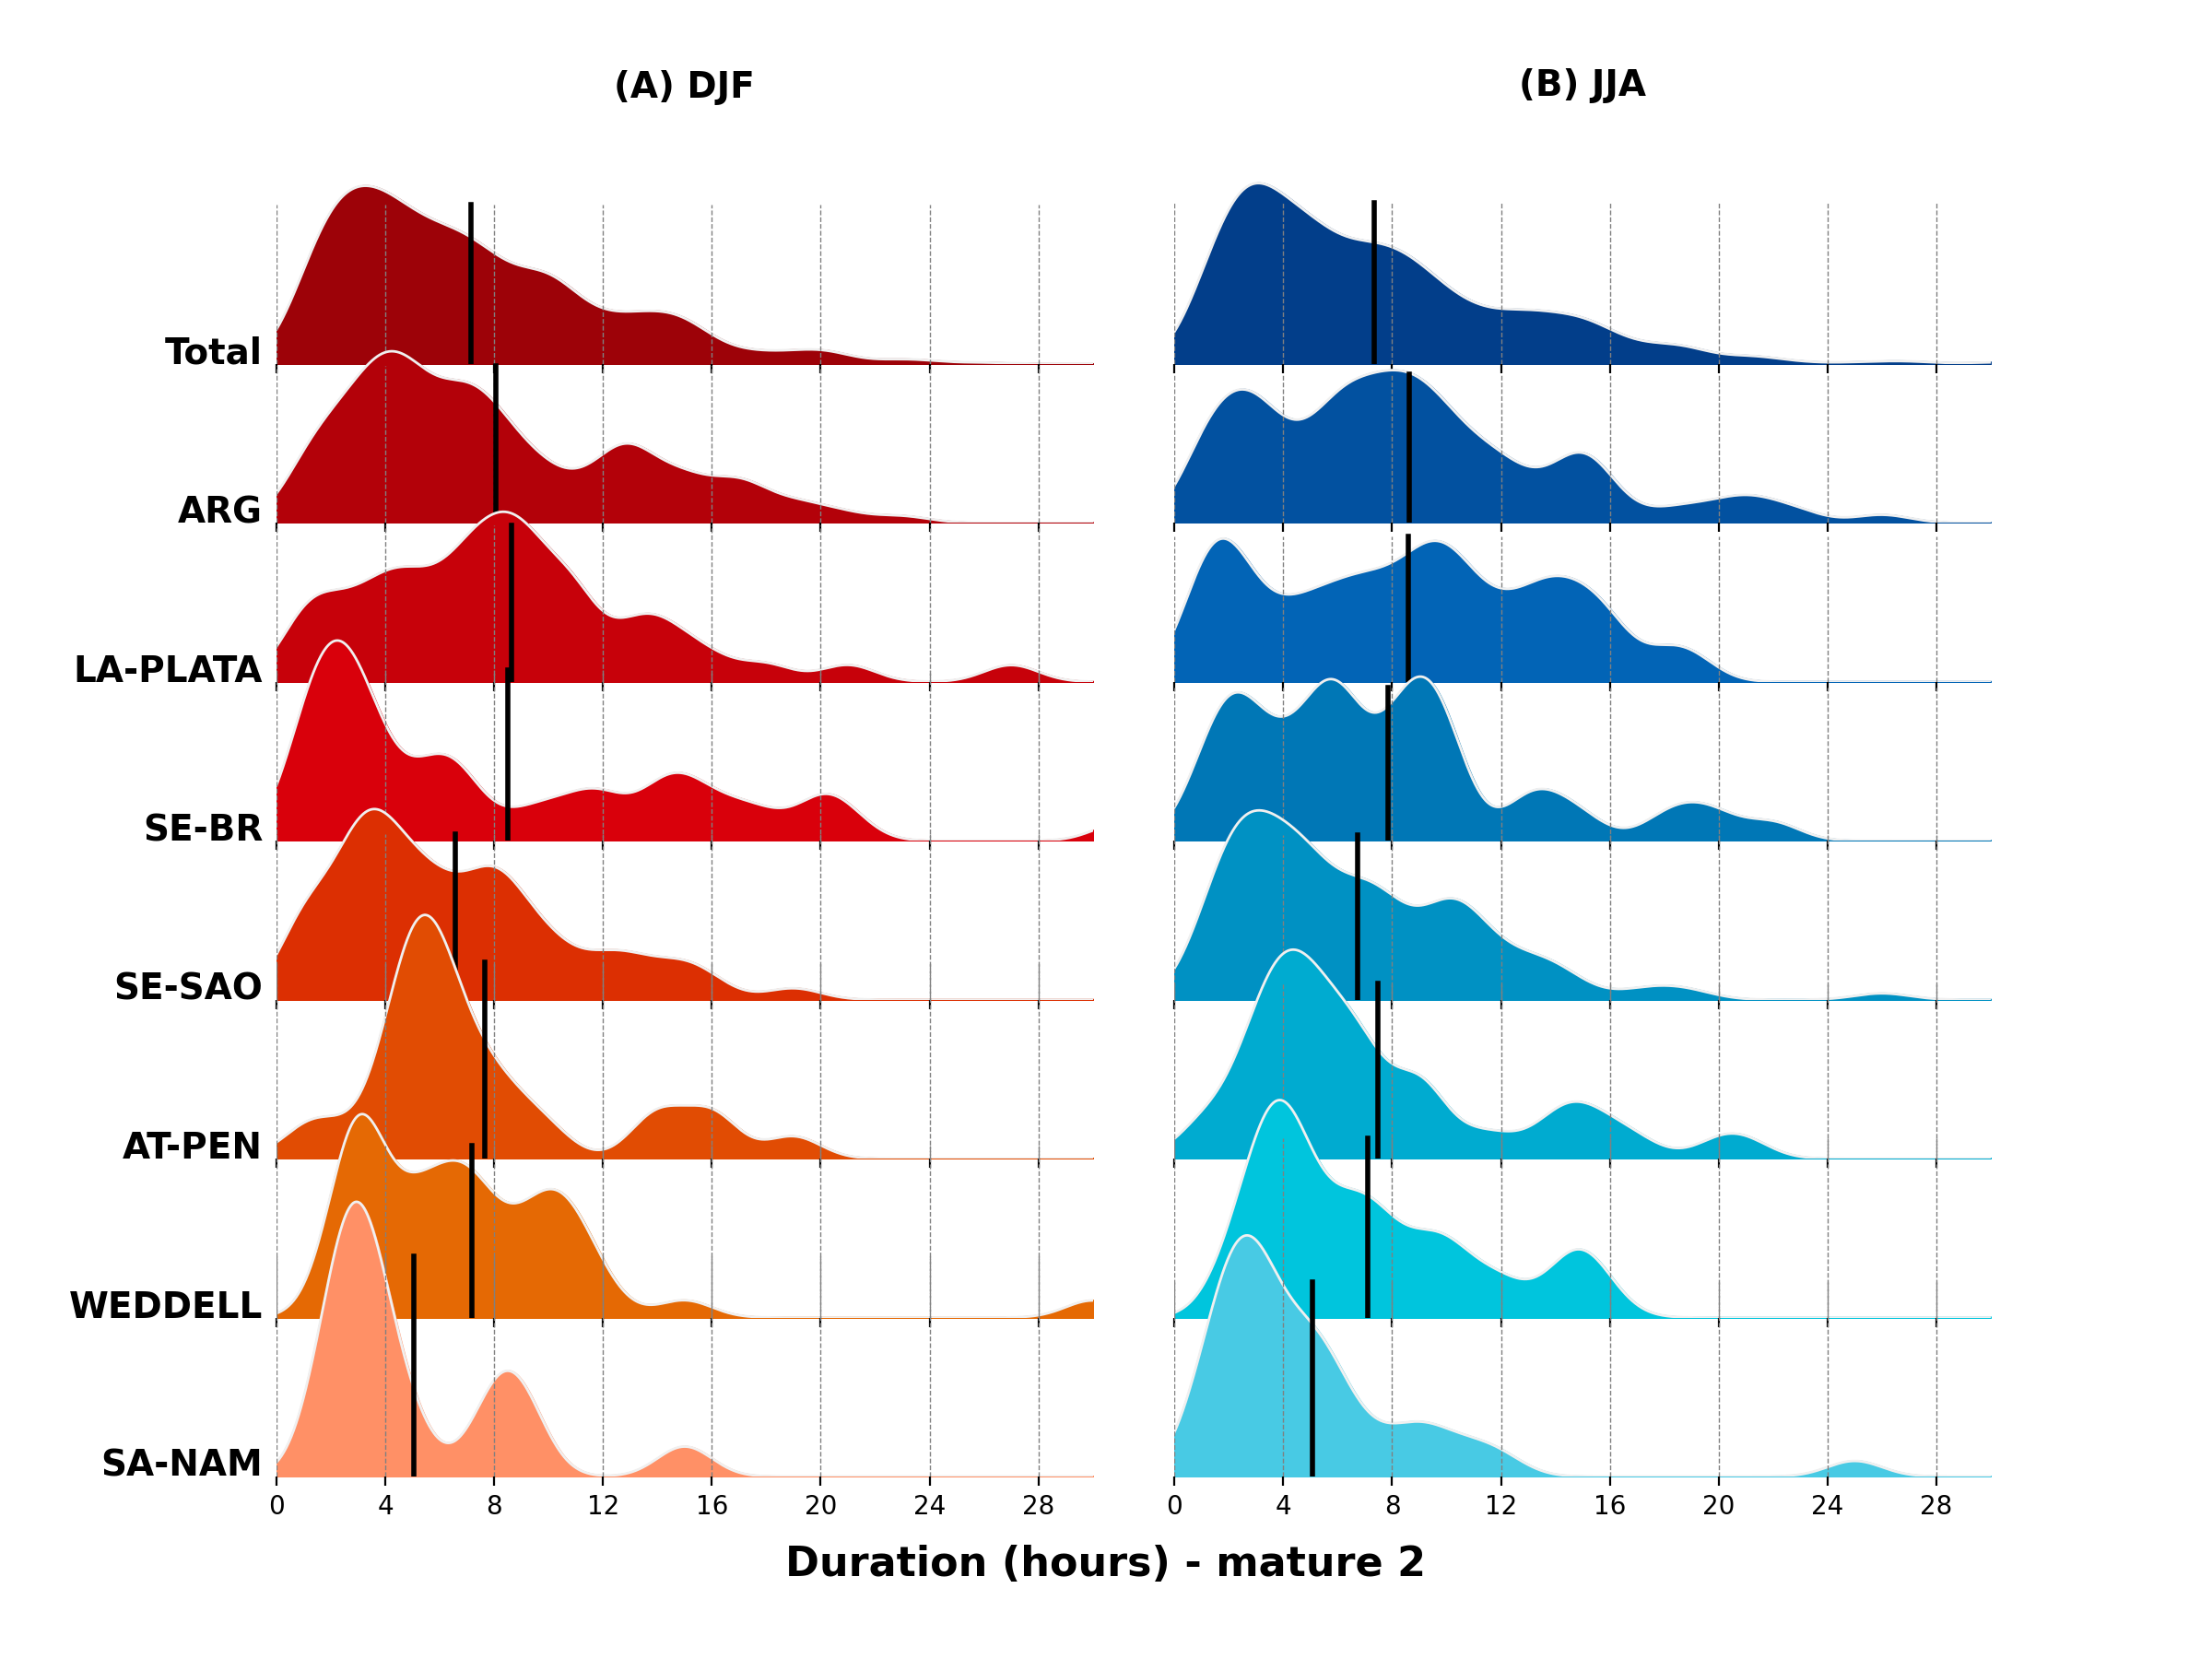 (A) DJF
(B) JJA
Total
ARG
LA-PLATA
SE-BR
SE-SAO
AT-PEN
WEDDELL
SA-NAM
0 4 8 12 16 20 24 28
0 4 8 12 16 20 24 28
Duration (hours) - mature 2